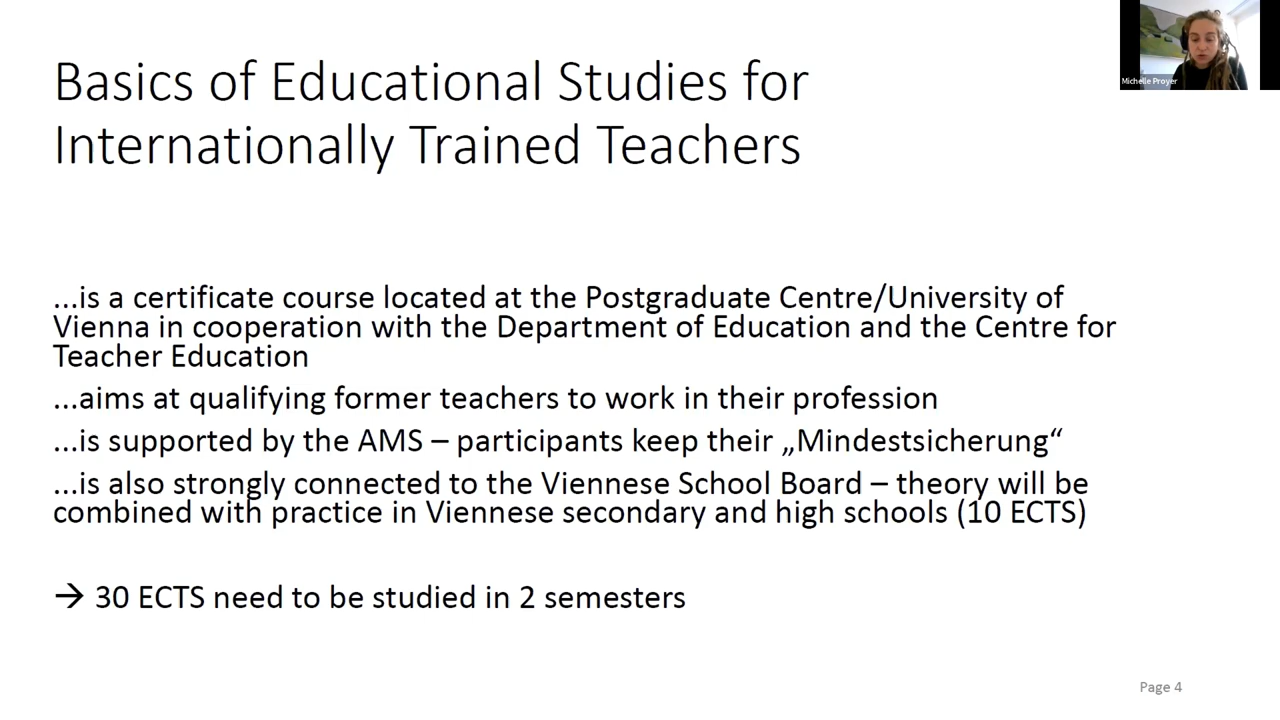 Basics of Educational Studies for
Internationally Trained Teachers
Michelle Proyer
...is a certificate course located at the Postgraduate Centre/University of
Vienna in cooperation with the Department of Education and the Centre for
Teacher Education
...aims at qualifying former teachers to work in their profession
...is supported by the AMS – participants keep their „Mindestsicherung“
...is also strongly connected to the Viennese School Board – theory will be
combined with practice in Viennese secondary and high schools (10 ECTS)
→ 30 ECTS need to be studied in 2 semesters
Page 4